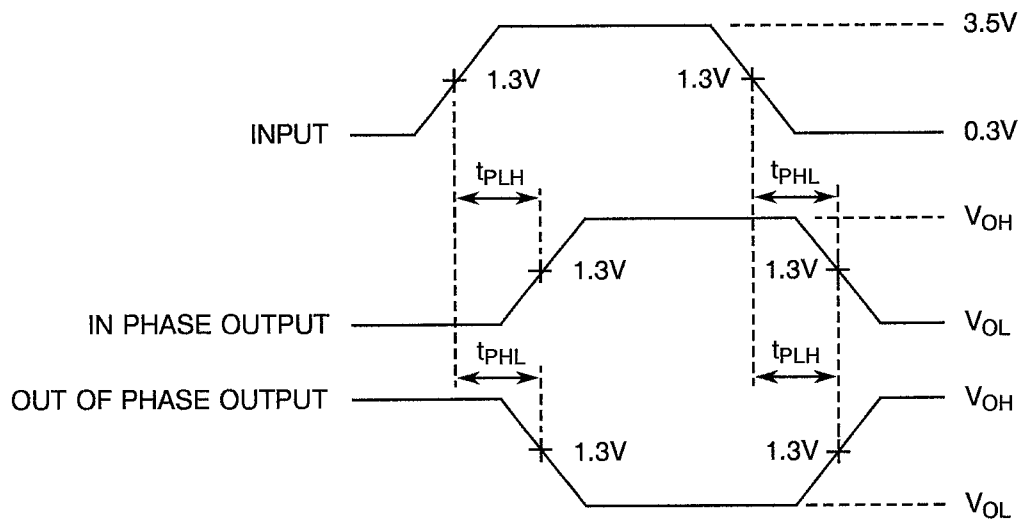 3.5V
1.3V 1.3V
INPUT 0.3V
tPLH tPHL
VOH
1.3V 1.3V
IN PHASE OUTPUT VOL
tPHL tPLH
OUT OF PHASE OUTPUT VOH
1.3V 1.3V
VOL